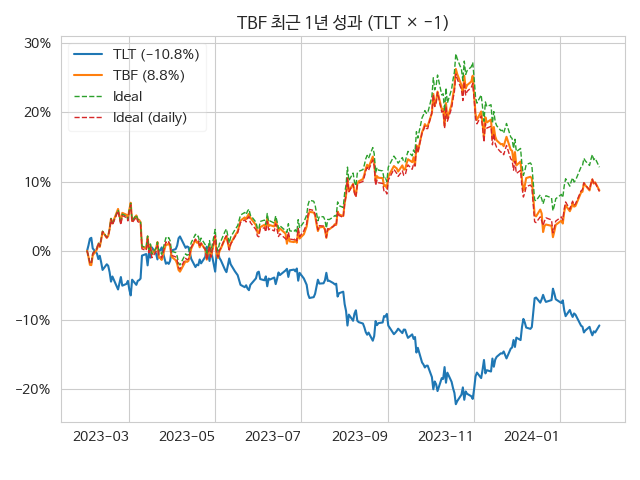 TBF 최근 1년 성과 (TLT × −1)
30%
20%
10%
0%
−10%
−20%
TLT (−10.8%)
TBF (8.8%)
Ideal
Ideal (daily)
2023−03 2023−05 2023−07 2023−09 2023−11 2024−01